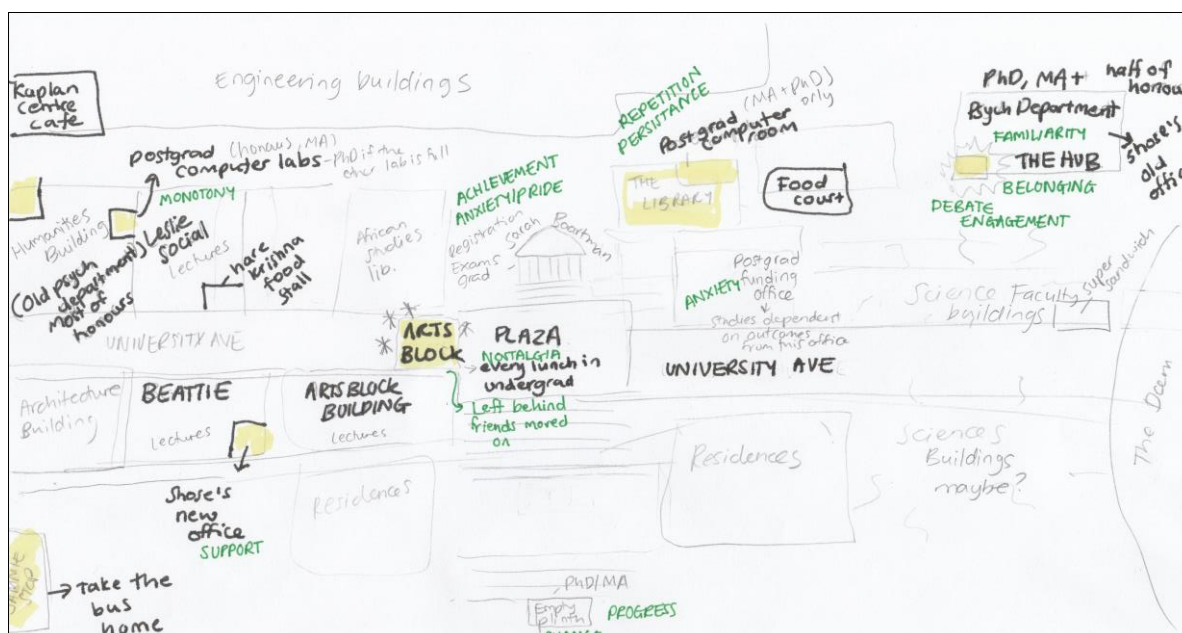 Engineering buildings
Kaplan
Centre
cafe
postgrad (honours, MA)
computer labs - PhD if the
other lab is full
MONOTONY
Humanities
Building
(Old psych
department)
most of
honours
Leslie
social
Lectures
hare
krishna
food
stall
African
studies
lib.
ACHIEVEMENT
ANXIETY/PRIDE
Registration
Exams
grad
Sarah
Baartman
REPETITION
PERSISTANCE
(MA + PhD)
only
Postgrad
computer
room
THE
LIBRARY
Food
court
PhD, MA +
half of
honou
Psych Department
FAMILIARITY
THE HUB
BELONGING
DEBATE
ENGAGEMENT
Shose's
old
offic
ANXIETY
Postgrad
funding
office
studies dependent
on outcomes
from this office
Science Faculty
buildings
super
sandwich
UNIVERSITY AVE
ARTS
BLOCK
PLAZA
NOSTALGIA
every lunch in
undergrad
Left behind
friends moved
on
UNIVERSITY AVE
Architecture
Building
BEATTIE
Lectures
ARTS BLOCK
BUILDING
Lectures
Shose's
new
office
SUPPORT
Residences
Residences
Sciences
Buildings
maybe?
The Dam
STOP
Take the
bus
home
PhD/MA
Empty
plinth
PROGRESS